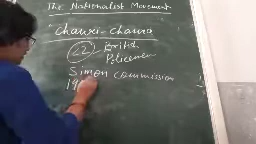 The Nationalist Movement
"Chauri-Chaura
22 British
Policemen
Simon Commission
19